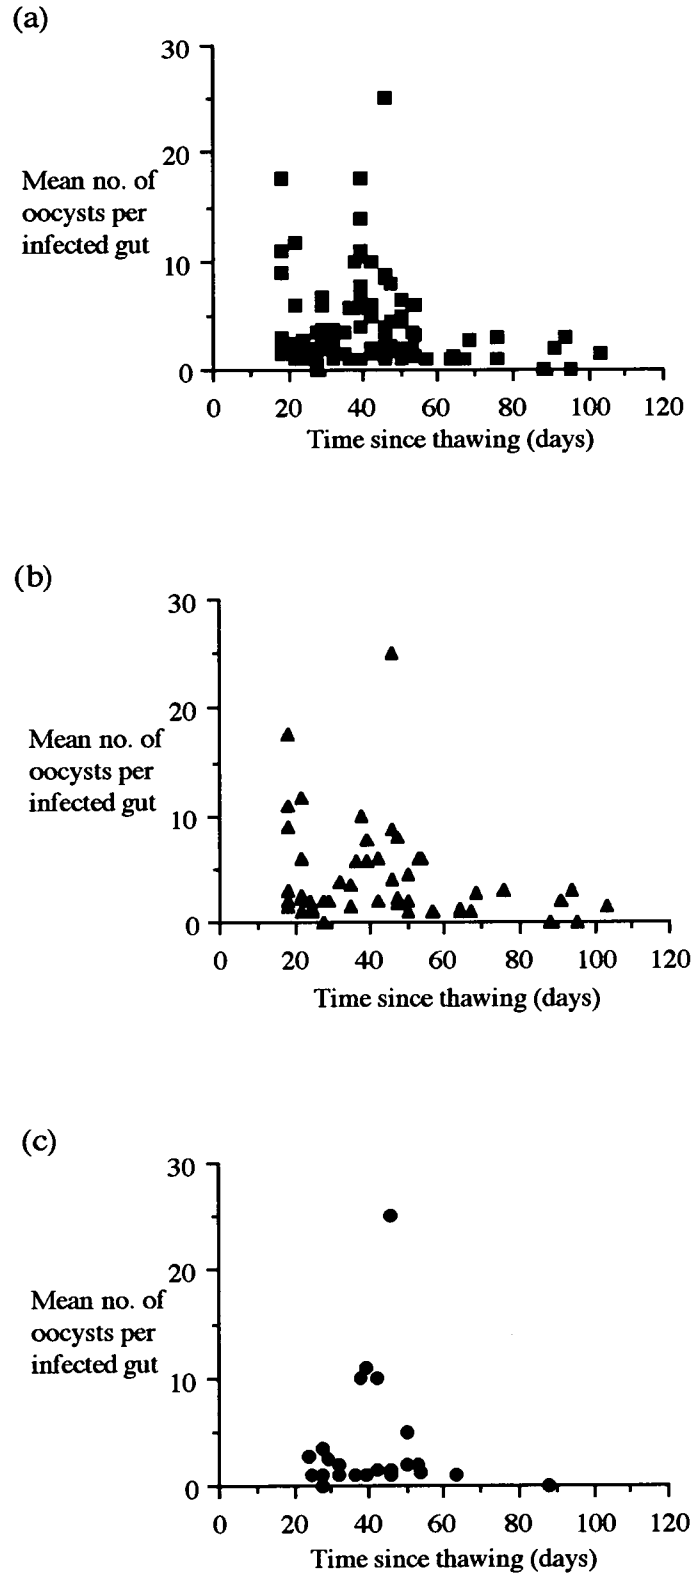 (a)
30
20
10
0
Mean no. of
oocysts per
infected gut
0 20 40 60 80 100 120
Time since thawing (days)
(b)
30
20
10
0
Mean no. of
oocysts per
infected gut
0 20 40 60 80 100 120
Time since thawing (days)
(c)
30
20
10
0
Mean no. of
oocysts per
infected gut
0 20 40 60 80 100 120
Time since thawing (days)